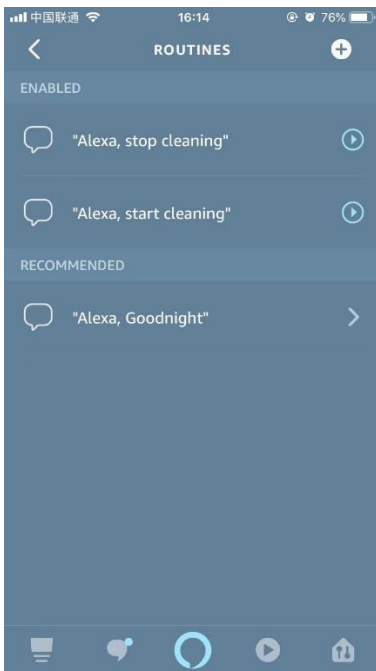 中国联通 16:14 76%
ROUTINES
ENABLED
"Alexa, stop cleaning"
"Alexa, start cleaning"
RECOMMENDED
"Alexa, Goodnight"